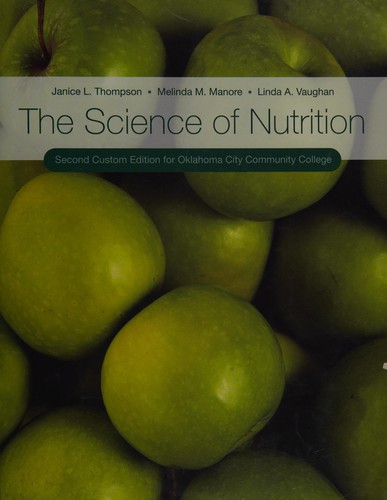 Janice L. Thompson • Melinda M. Manore • Linda A. Vaughan
The Science of Nutrition
Second Custom Edition for Oklahoma City Community College